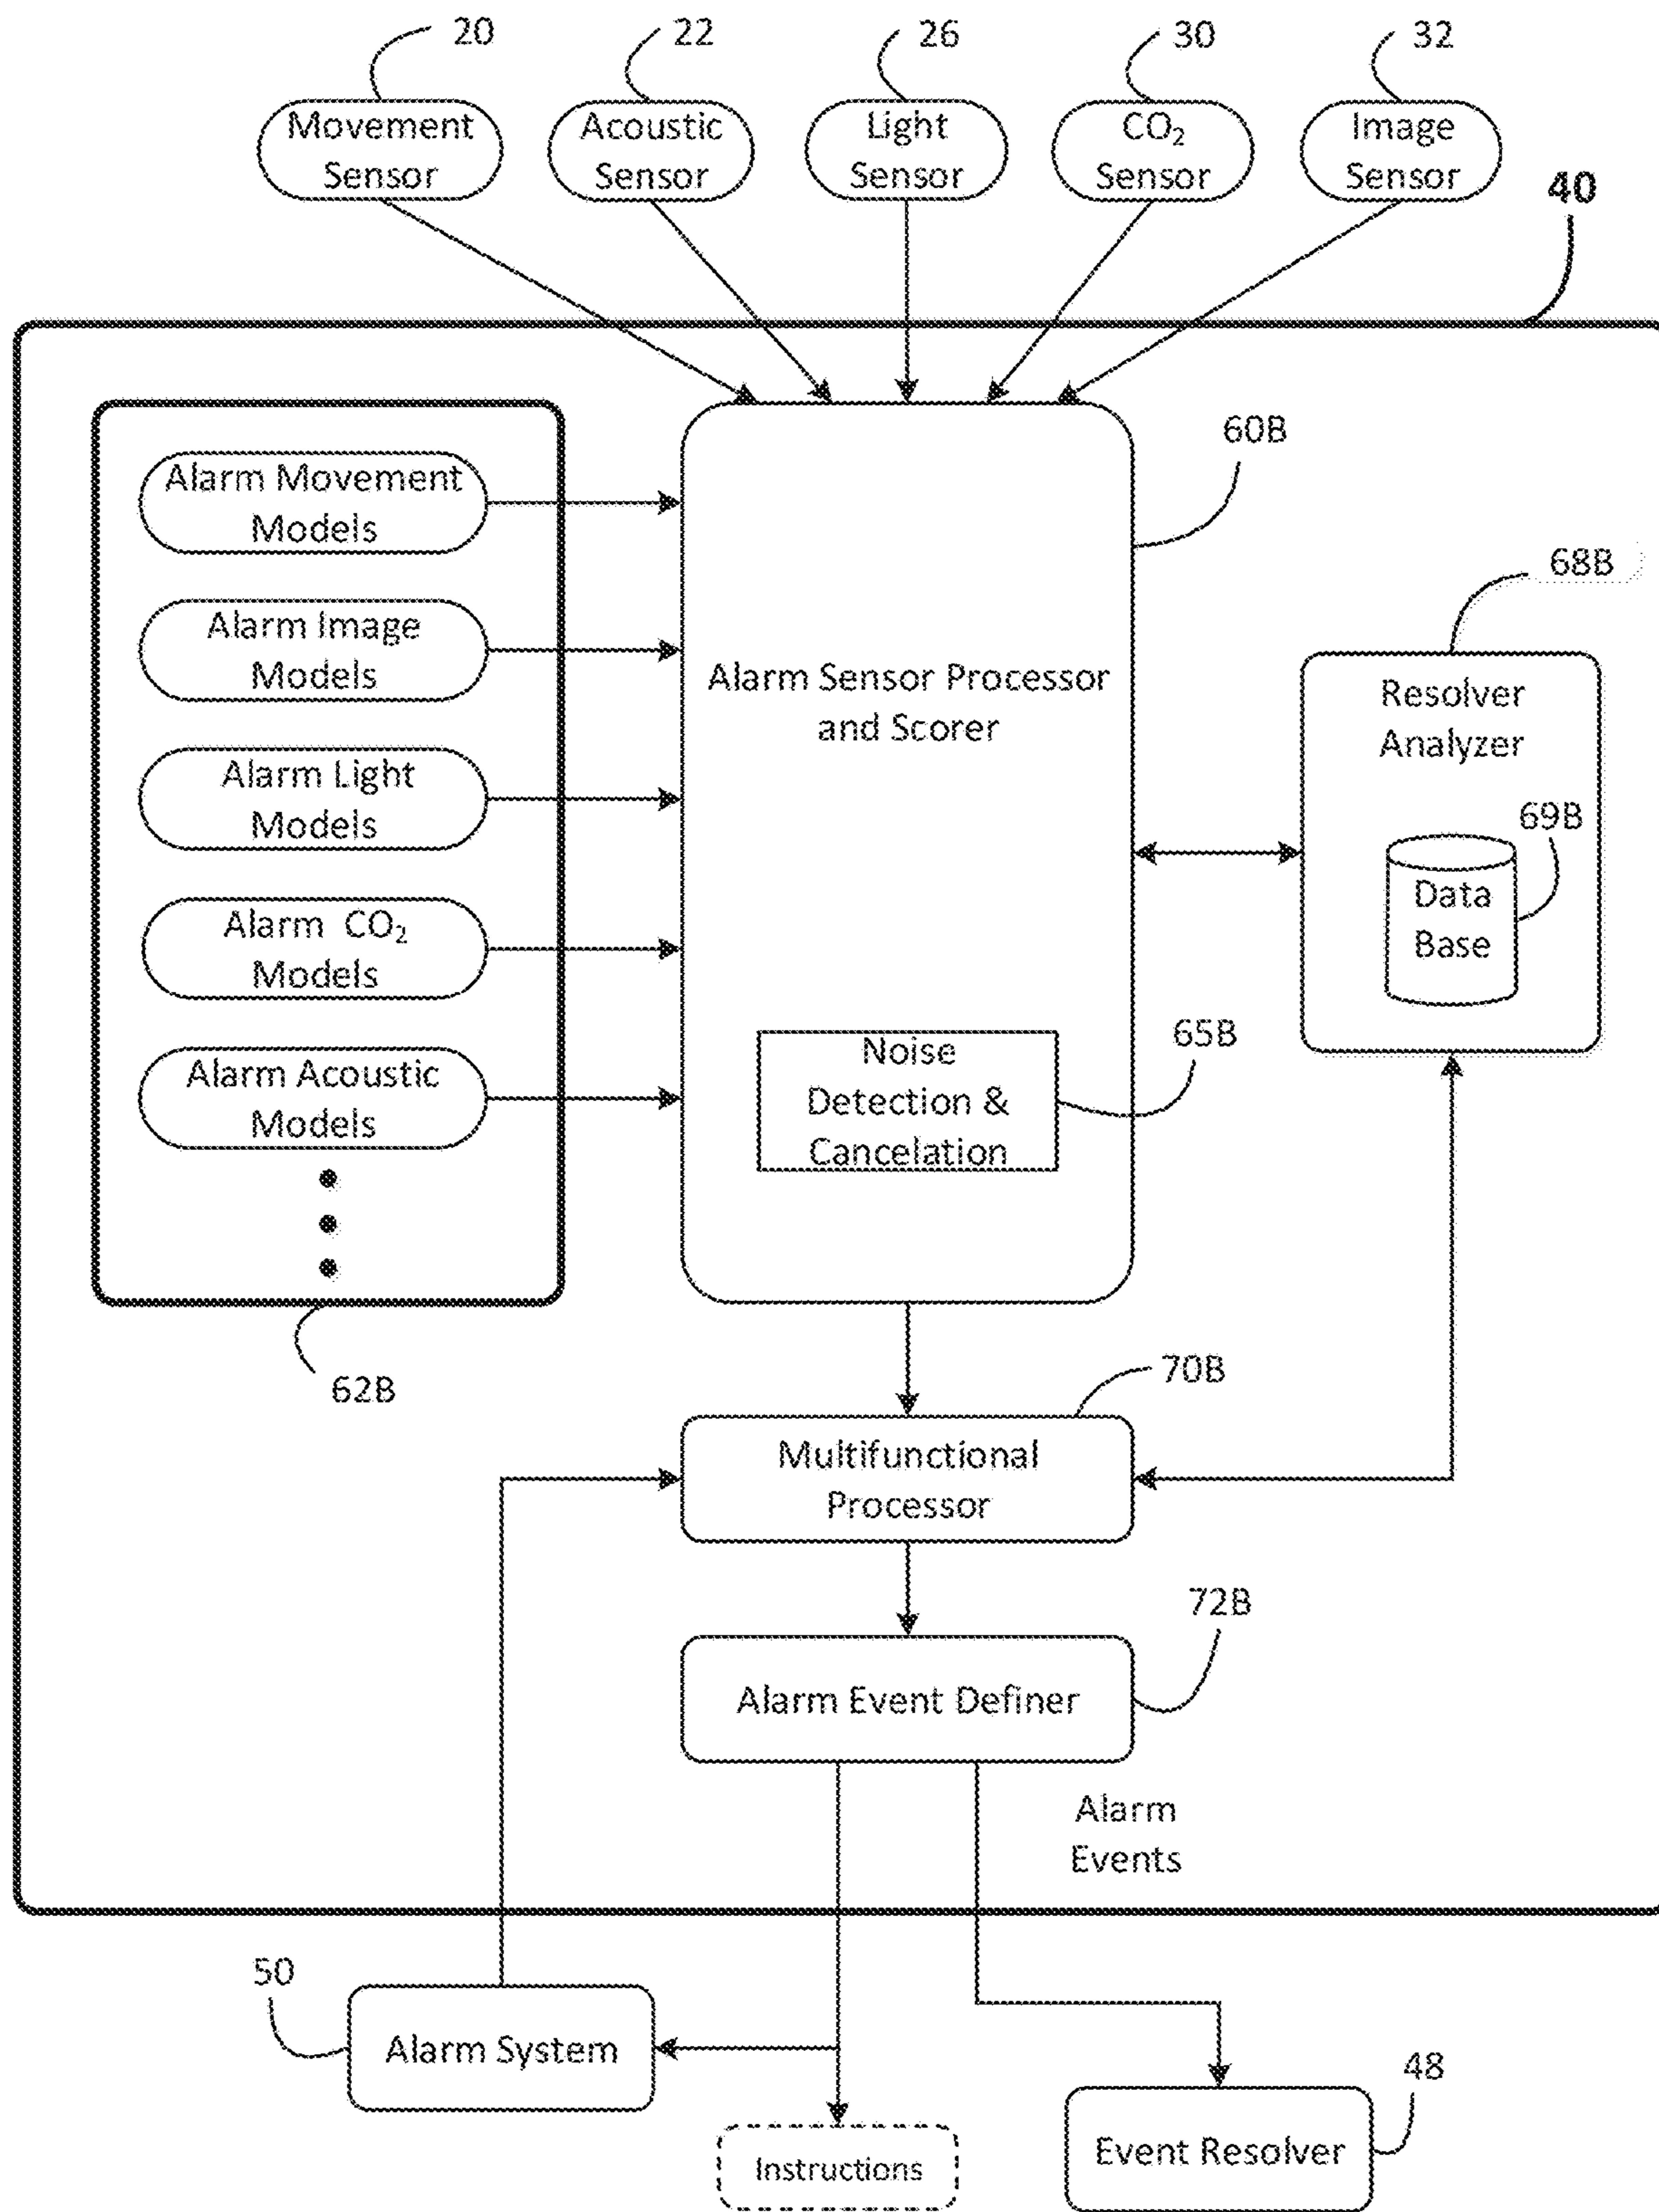 20
22
26
30
32
Movement
Sensor
Acoustic
Sensor
Light
Sensor
CO₂
Sensor
Image
Sensor
40
60B
Alarm Movement
Models
Alarm Image
Models
Alarm Light
Models
Alarm CO₂
Models
Alarm Acoustic
Models
62B
Alarm Sensor Processor
and Scorer
Noise
Detection &
Cancelation
65B
68B
Resolver
Analyzer
69B
Data
Base
70B
Multifunctional
Processor
72B
Alarm Event Definer
Alarm
Events
50
Alarm System
Instructions
48
Event Resolver